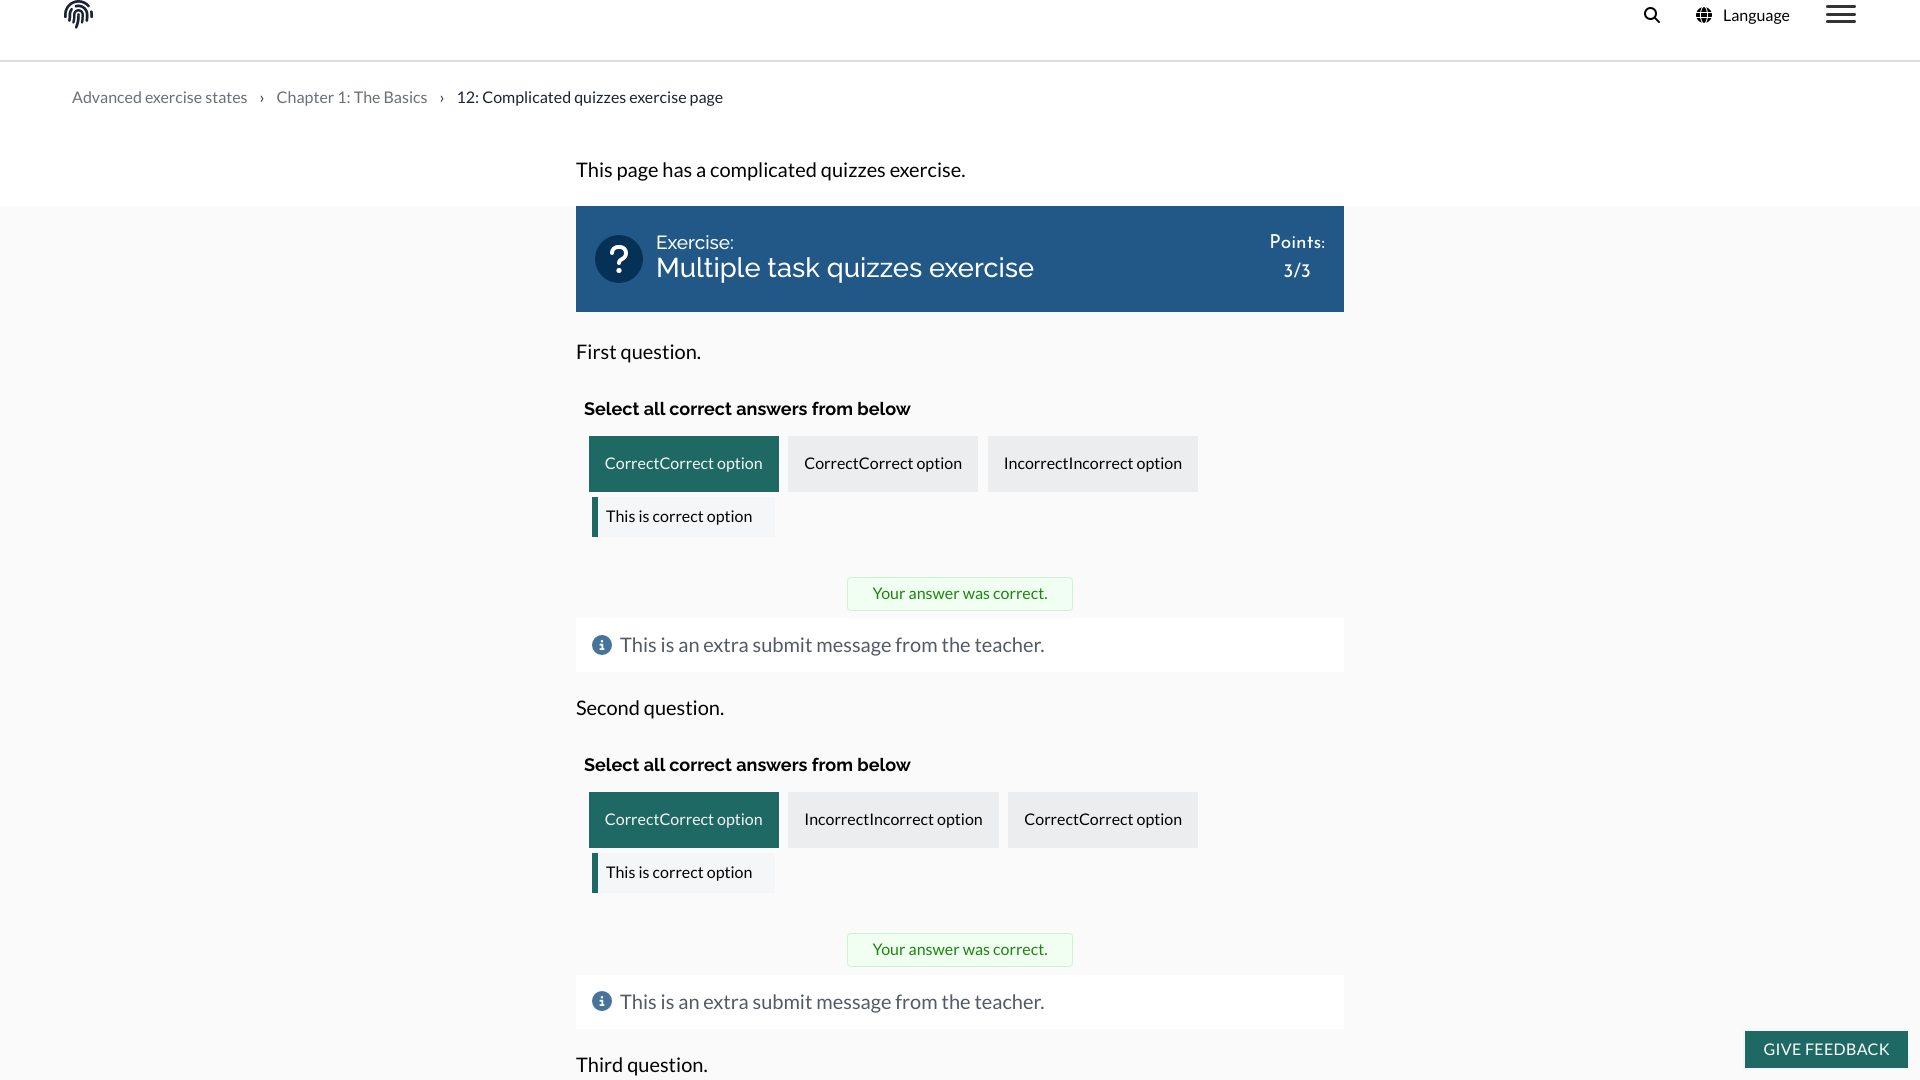 Language
Advanced exercise states › Chapter 1: The Basics › 12: Complicated quizzes exercise page
This page has a complicated quizzes exercise.
Exercise:
Multiple task quizzes exercise
Points:
3/3
First question.
Select all correct answers from below
CorrectCorrect option CorrectCorrect option IncorrectIncorrect option
This is correct option
Your answer was correct.
This is an extra submit message from the teacher.
Second question.
Select all correct answers from below
CorrectCorrect option IncorrectIncorrect option CorrectCorrect option
This is correct option
Your answer was correct.
This is an extra submit message from the teacher.
Third question.
GIVE FEEDBACK